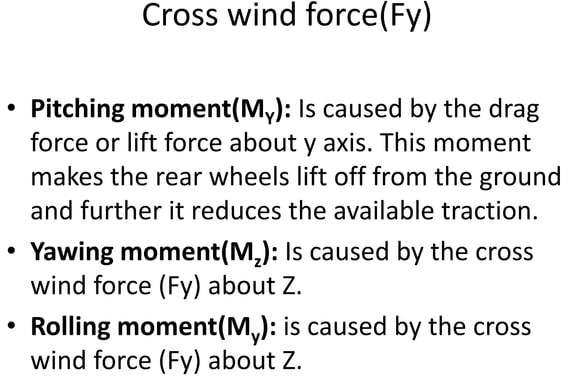 Cross wind force(Fy)
• Pitching moment(MY): Is caused by the drag
force or lift force about y axis. This moment
makes the rear wheels lift off from the ground
and further it reduces the available traction.
• Yawing moment(Mz): Is caused by the cross
wind force (Fy) about Z.
• Rolling moment(My): is caused by the cross
wind force (Fy) about Z.